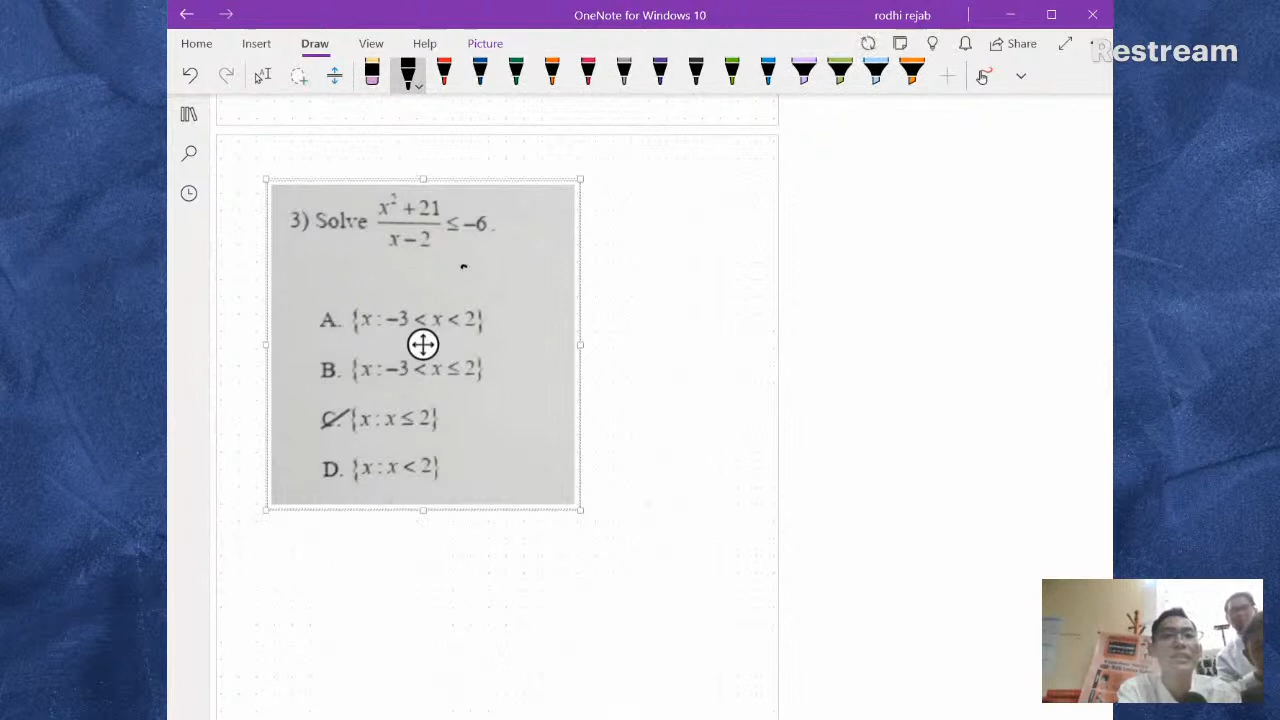 OneNote for Windows 10
rodhi rejab
Restream
Home Insert Draw View Help Picture
Share
3) Solve \frac{x^2+21}{x-2} ≤ –6.
A. {x : –3 < x < 2}
B. {x : –3 < x ≤ 2}
C. {x : x ≤ 2}
D. {x : x < 2}